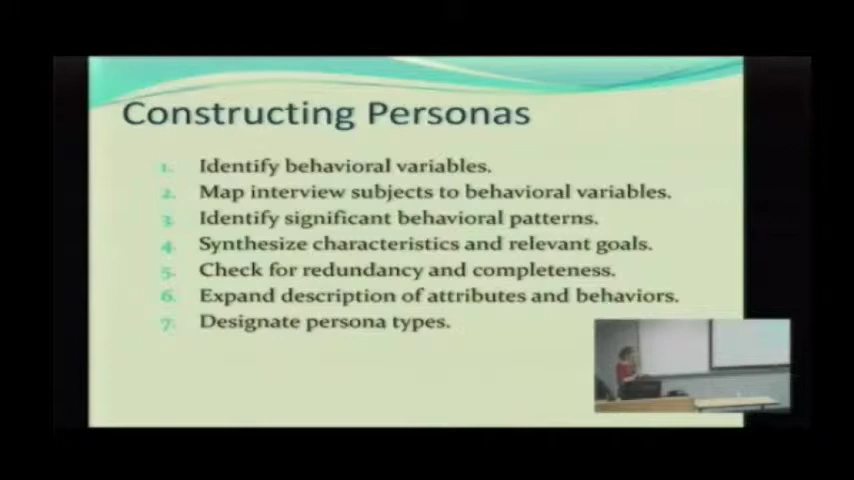 Constructing Personas
1. Identify behavioral variables.
2. Map interview subjects to behavioral variables.
3. Identify significant behavioral patterns.
4. Synthesize characteristics and relevant goals.
5. Check for redundancy and completeness.
6. Expand description of attributes and behaviors.
7. Designate persona types.